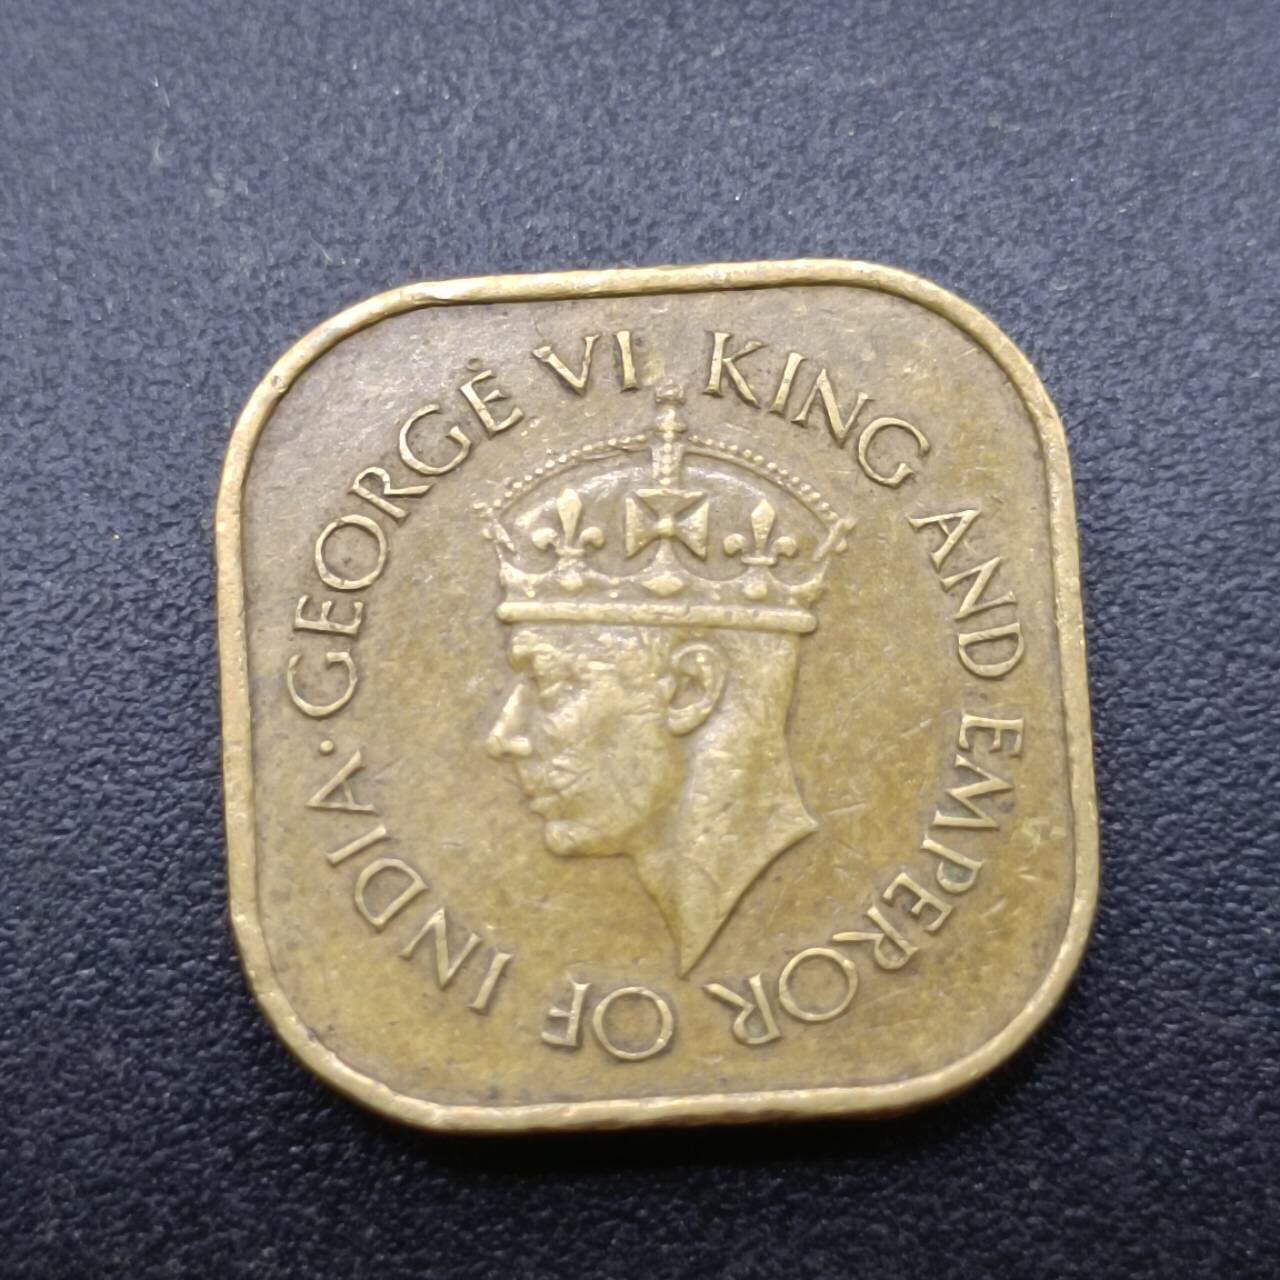 GEORGE VI KING AND EMPEROR OF INDIA·